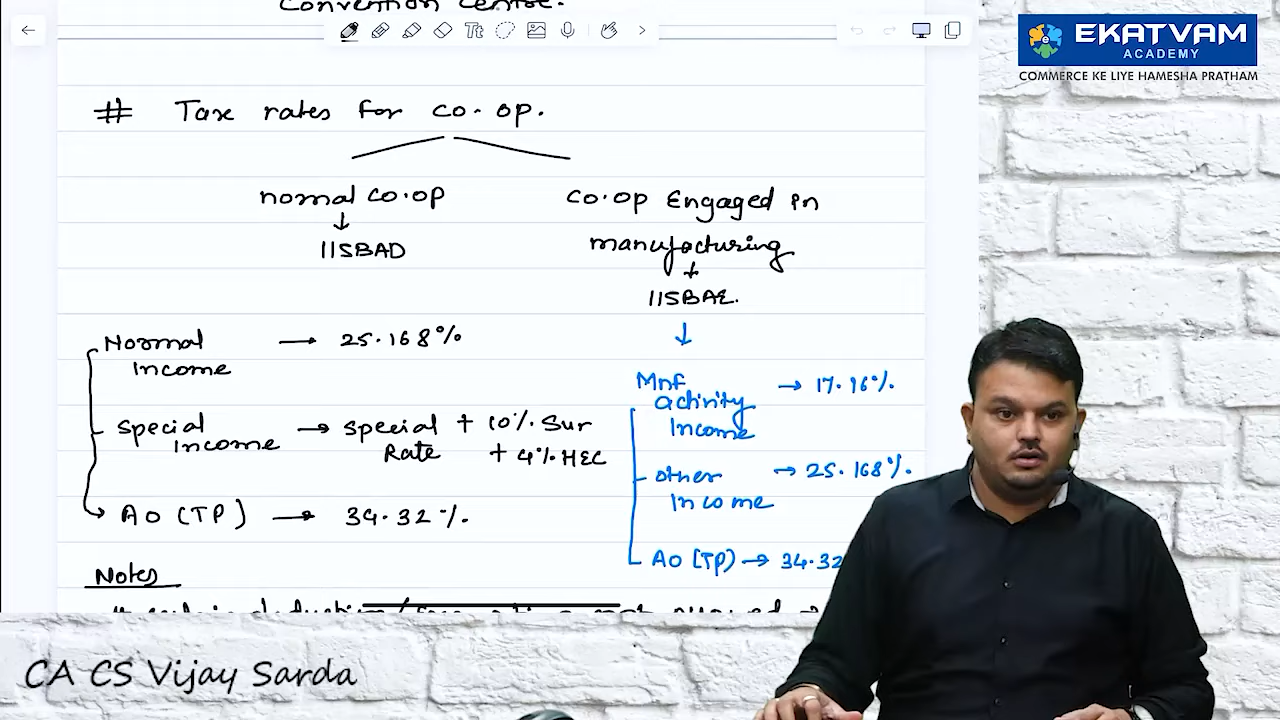 Convention Centre.
EKATVAM
ACADEMY
COMMERCE KE LIYE HAMESHA PRATHAM
# Tax rates for co-op.
normal co.op
↓
115BAD
co.op Engaged in
manufacturing
↓
115BAE.
↓
Normal Income → 25.168%
Special Income → special Rate + 10% Sur + 4% HEC
AO (TP) → 34.32%
Mnf activity Income → 17.16%
other Income → 25.168%
AO (TP) → 34.32
Notes
CA CS Vijay Sarda